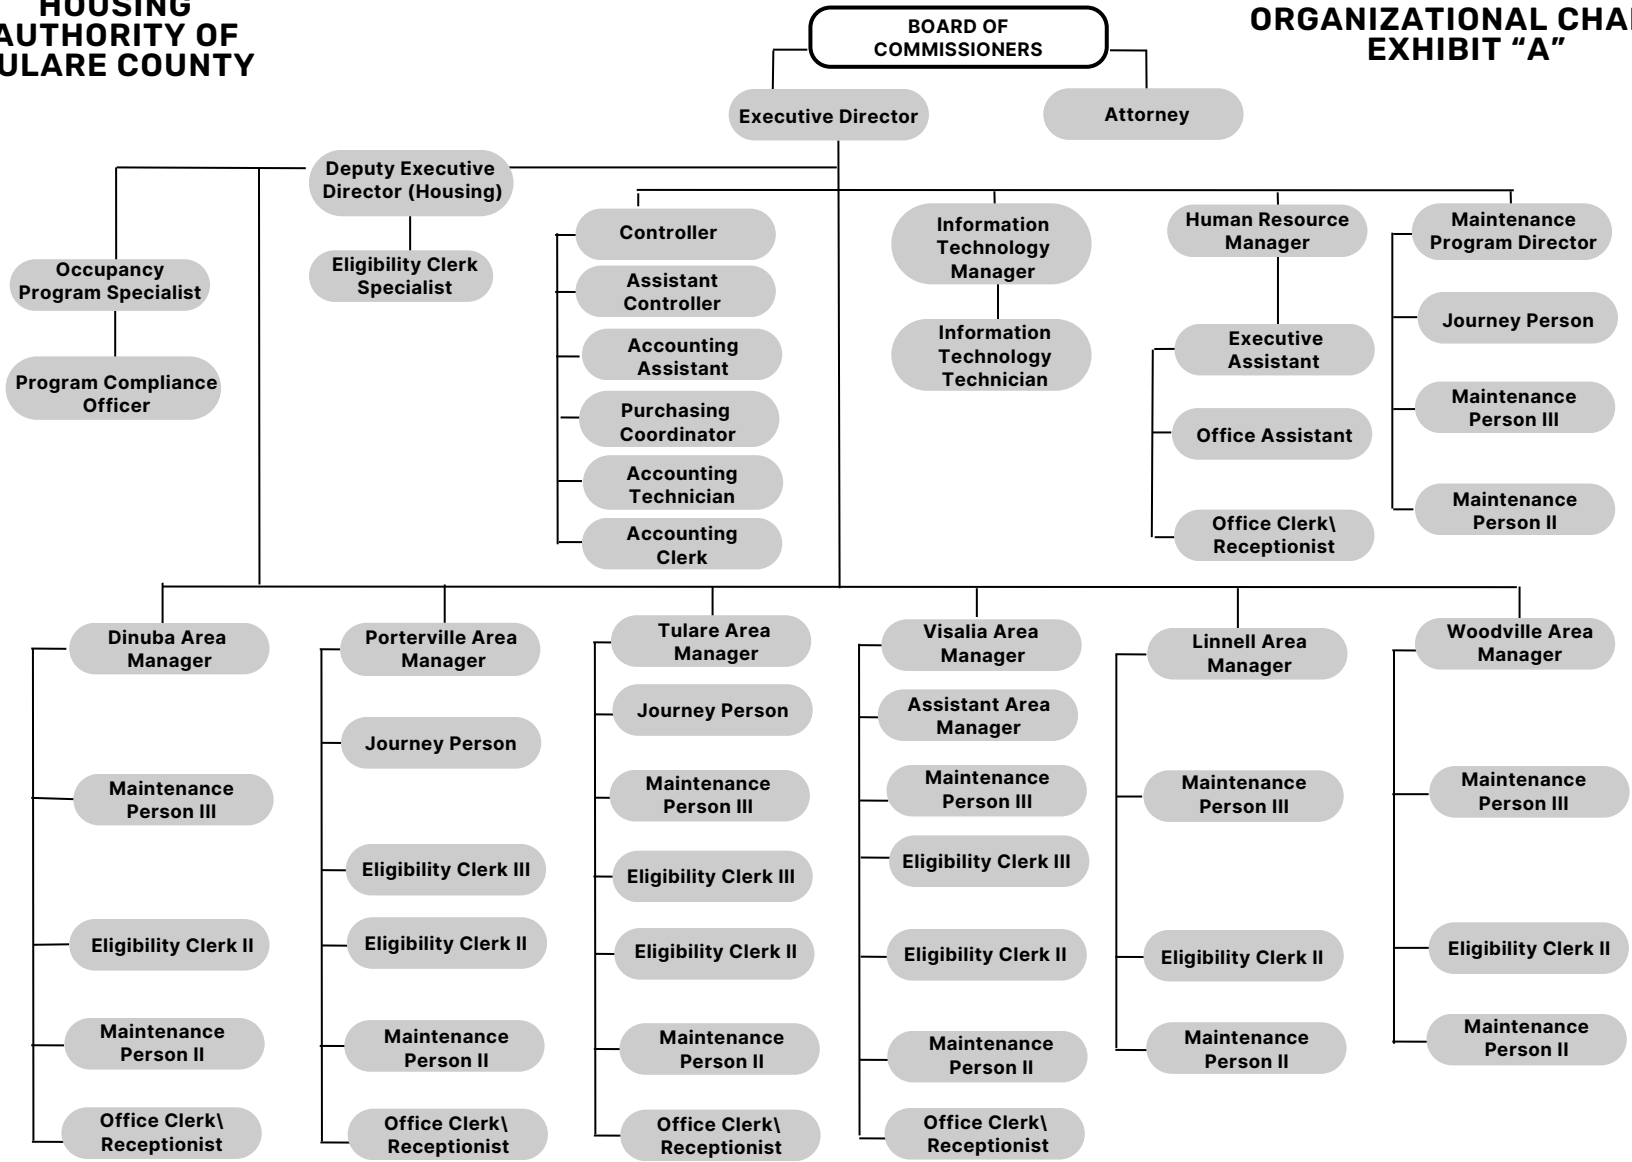 HOUSING
AUTHORITY OF
ULARE COUNTY
BOARD OF
COMMISSIONERS
ORGANIZATIONAL CHA
EXHIBIT “A”
Executive Director
Attorney
Deputy Executive
Director (Housing)
Eligibility Clerk
Specialist
Occupancy
Program Specialist
Program Compliance
Officer
Controller
Assistant
Controller
Accounting
Assistant
Purchasing
Coordinator
Accounting
Technician
Accounting
Clerk
Information
Technology
Manager
Information
Technology
Technician
Human Resource
Manager
Executive
Assistant
Office Assistant
Office Clerk\
Receptionist
Maintenance
Program Director
Journey Person
Maintenance
Person III
Maintenance
Person II
Dinuba Area
Manager
Maintenance
Person III
Eligibility Clerk II
Maintenance
Person II
Office Clerk\
Receptionist
Porterville Area
Manager
Journey Person
Eligibility Clerk III
Eligibility Clerk II
Maintenance
Person II
Office Clerk\
Receptionist
Tulare Area
Manager
Journey Person
Maintenance
Person III
Eligibility Clerk III
Eligibility Clerk II
Maintenance
Person II
Office Clerk\
Receptionist
Visalia Area
Manager
Assistant Area
Manager
Maintenance
Person III
Eligibility Clerk III
Eligibility Clerk II
Maintenance
Person II
Office Clerk\
Receptionist
Linnell Area
Manager
Maintenance
Person III
Eligibility Clerk II
Maintenance
Person II
Woodville Area
Manager
Maintenance
Person III
Eligibility Clerk II
Maintenance
Person II